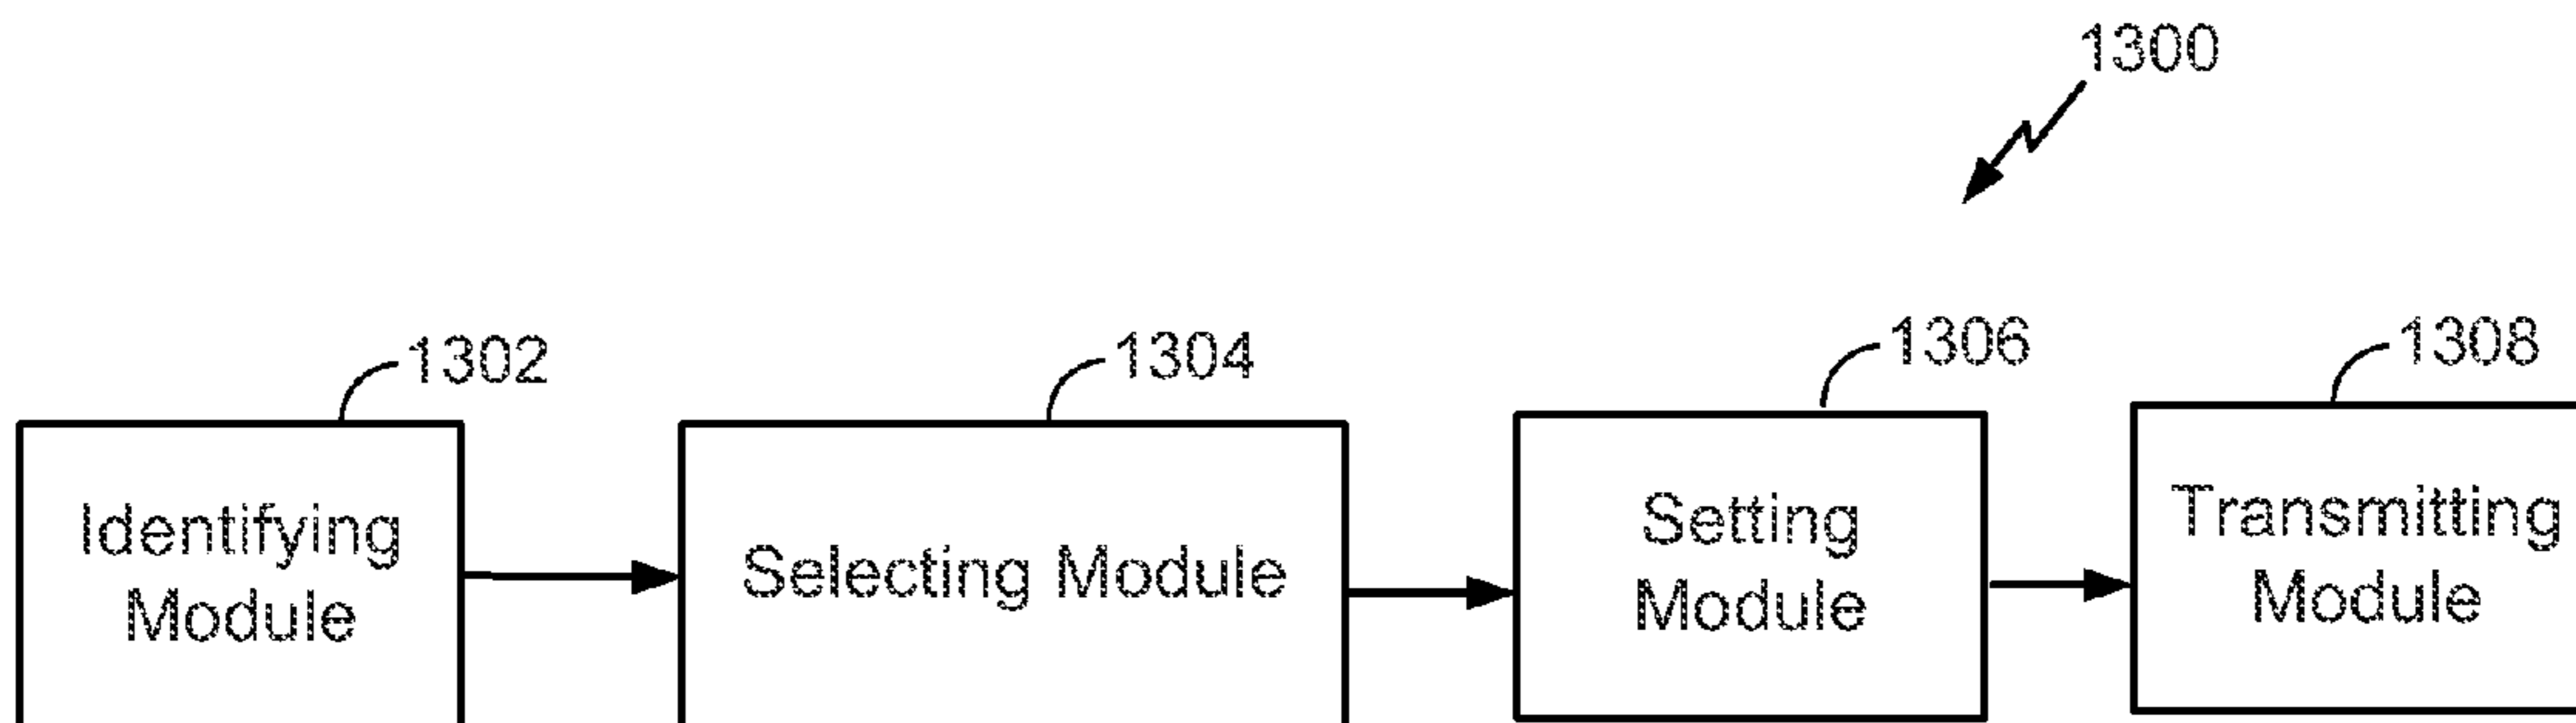 1300
1302
1304
1306
1308
Identifying
Module
Selecting Module
Setting
Module
Transmitting
Module